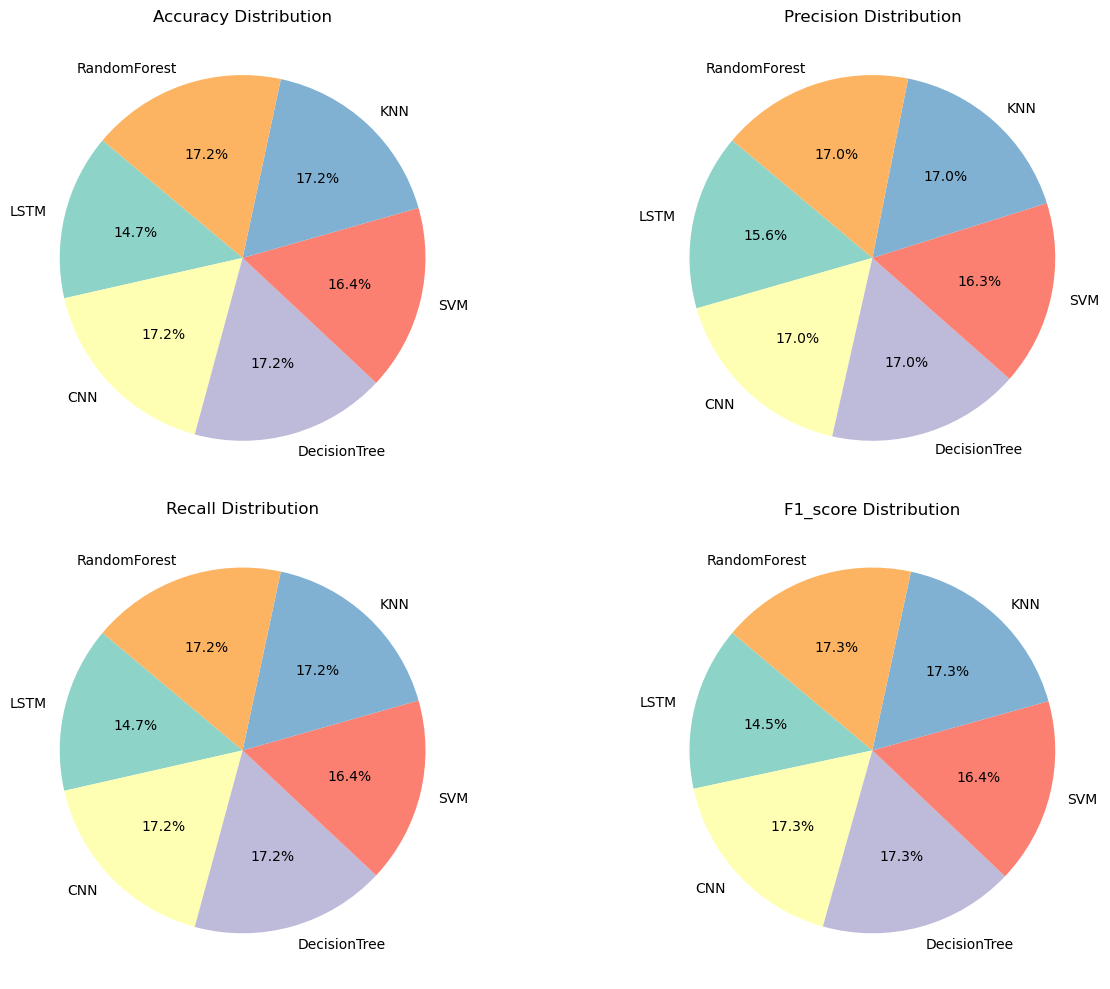 Accuracy Distribution
RandomForest
KNN
17.2%
17.2%
LSTM
14.7%
16.4%
SVM
17.2%
17.2%
CNN
DecisionTree
Precision Distribution
RandomForest
KNN
17.0%
17.0%
LSTM
15.6%
16.3%
SVM
17.0%
17.0%
CNN
DecisionTree
Recall Distribution
RandomForest
KNN
17.2%
17.2%
LSTM
14.7%
16.4%
SVM
17.2%
17.2%
CNN
DecisionTree
F1_score Distribution
RandomForest
KNN
17.3%
17.3%
LSTM
14.5%
16.4%
SVM
17.3%
17.3%
CNN
DecisionTree